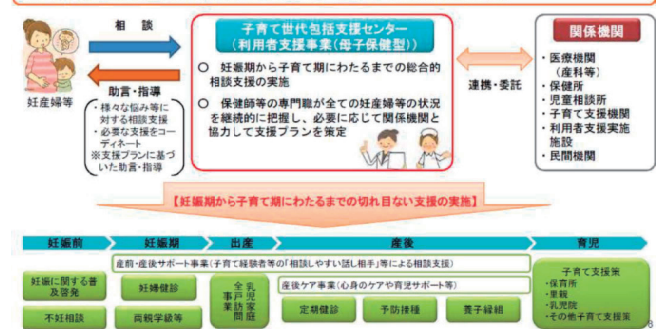 相 談
妊産婦等
助言・指導
・様々な悩み等に
対する相談支援
・必要な支援をコー
ディネート
※支援プランに基づ
いた助言・指導
子育て世代包括支援センター
(利用者支援事業(母子保健型))
○ 妊娠期から子育て期にわたるまでの総合的
相談支援の実施
○ 保健師等の専門職が全ての妊産婦等の状況
を継続的に把握し、必要に応じて関係機関と
協力して支援プランを策定
連携・委託
関係機関
・医療機関
(産科等)
・保健所
・児童相談所
・子育て支援機関
・利用者支援実施
施設
・民間機関
【妊娠期から子育て期にわたるまでの切れ目ない支援の実施】
妊娠前
妊娠期
出産
産後
育児
産前・産後サポート事業(子育て経験者等の「相談しやすい話し相手」等による相談支援)
妊娠に関する普
及啓発
不妊相談
妊婦健診
両親学級等
乳児家庭
全戸訪問
事業
産後ケア事業(心身のケアや育児サポート等)
定期健診
予防接種
養子縁組
子育て支援策
・保育所
・里親
・乳児院
・その他子育て支援策